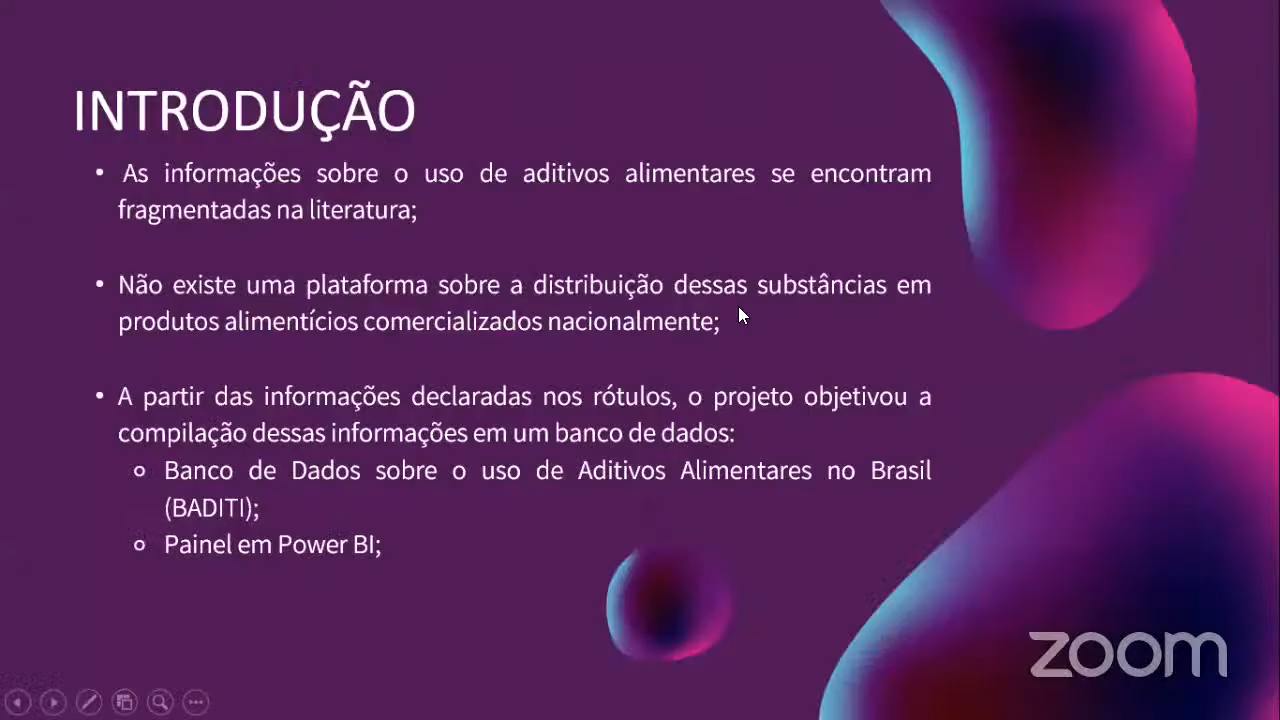 INTRODUÇÃO
• As informações sobre o uso de aditivos alimentares se encontram
fragmentadas na literatura;
• Não existe uma plataforma sobre a distribuição dessas substâncias em
produtos alimentícios comercializados nacionalmente;
• A partir das informações declaradas nos rótulos, o projeto objetivou a
compilação dessas informações em um banco de dados:
o Banco de Dados sobre o uso de Aditivos Alimentares no Brasil
(BADITI);
o Painel em Power BI;
zoom